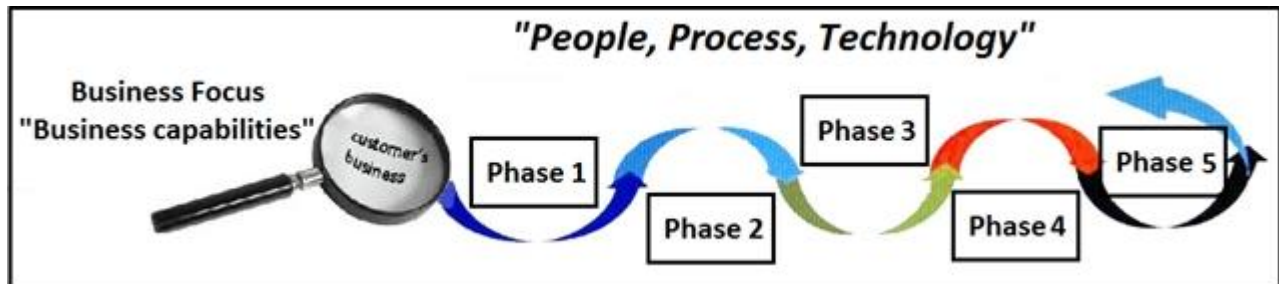 "People, Process, Technology"
Business Focus
"Business capabilities"
customer's
business
Phase 1
Phase 2
Phase 3
Phase 4
Phase 5